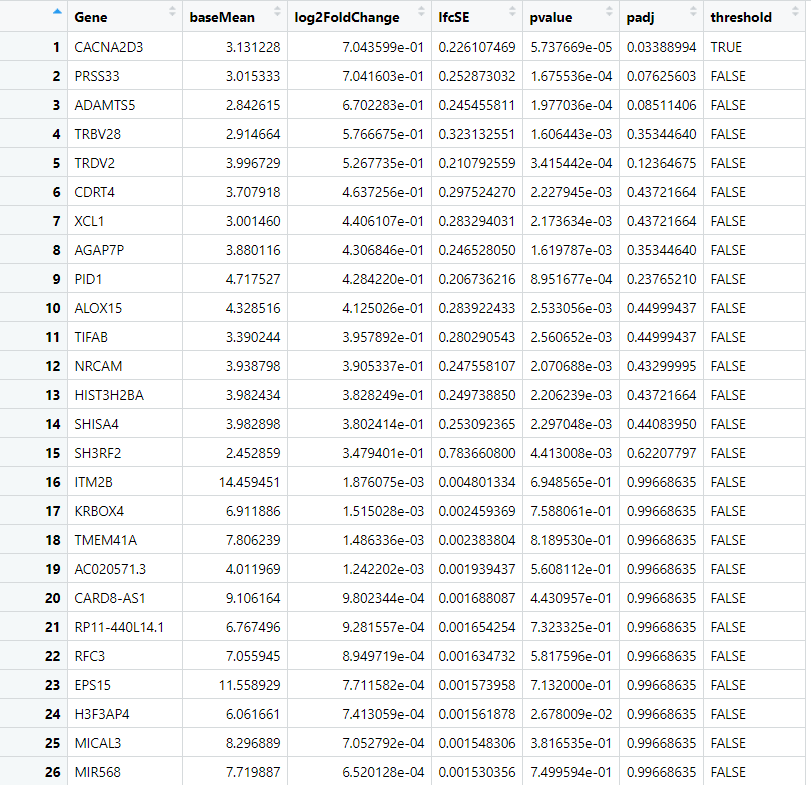 Gene baseMean log2FoldChange lfcSE pvalue padj threshold
1 CACNA2D3 3.131228 7.043599e-01 0.226107469 5.737669e-05 0.03388994 TRUE
2 PRSS33 3.015333 7.041603e-01 0.252873032 1.675536e-04 0.07625603 FALSE
3 ADAMTS5 2.842615 6.702283e-01 0.245455811 1.977036e-04 0.08511406 FALSE
4 TRBV28 2.914664 5.766675e-01 0.323132551 1.606443e-03 0.35344640 FALSE
5 TRDV2 3.996729 5.267735e-01 0.210792559 3.415442e-04 0.12364675 FALSE
6 CDRT4 3.707918 4.637256e-01 0.297524270 2.227945e-03 0.43721664 FALSE
7 XCL1 3.001460 4.406107e-01 0.283294031 2.173634e-03 0.43721664 FALSE
8 AGAP7P 3.880116 4.306846e-01 0.246528050 1.619787e-03 0.35344640 FALSE
9 PID1 4.717527 4.284220e-01 0.206736216 8.951677e-04 0.23765210 FALSE
10 ALOX15 4.328516 4.125026e-01 0.283922433 2.533056e-03 0.44999437 FALSE
11 TIFAB 3.390244 3.957892e-01 0.280290543 2.560652e-03 0.44999437 FALSE
12 NRCAM 3.938798 3.905337e-01 0.247558107 2.070688e-03 0.43299995 FALSE
13 HIST3H2BA 3.982434 3.828249e-01 0.249738850 2.206239e-03 0.43721664 FALSE
14 SHISA4 3.982898 3.802414e-01 0.253092365 2.297048e-03 0.44083950 FALSE
15 SH3RF2 2.452859 3.479401e-01 0.783660800 4.413008e-03 0.62207797 FALSE
16 ITM2B 14.459451 1.876075e-03 0.004801334 6.948565e-01 0.99668635 FALSE
17 KRBOX4 6.911886 1.515028e-03 0.002459369 7.588061e-01 0.99668635 FALSE
18 TMEM41A 7.806239 1.486336e-03 0.002383804 8.189530e-01 0.99668635 FALSE
19 AC020571.3 4.011969 1.242202e-03 0.001939437 5.608112e-01 0.99668635 FALSE
20 CARD8-AS1 9.106164 9.802344e-04 0.001688087 4.430957e-01 0.99668635 FALSE
21 RP11-440L14.1 6.767496 9.281557e-04 0.001654254 7.323325e-01 0.99668635 FALSE
22 RFC3 7.055945 8.949719e-04 0.001634732 5.817596e-01 0.99668635 FALSE
23 EPS15 11.558929 7.711582e-04 0.001573958 7.132000e-01 0.99668635 FALSE
24 H3F3AP4 6.061661 7.413059e-04 0.001561878 2.678009e-02 0.99668635 FALSE
25 MICAL3 8.296889 7.052792e-04 0.001548306 3.816535e-01 0.99668635 FALSE
26 MIR568 7.719887 6.520128e-04 0.001530356 7.499594e-01 0.99668635 FALSE